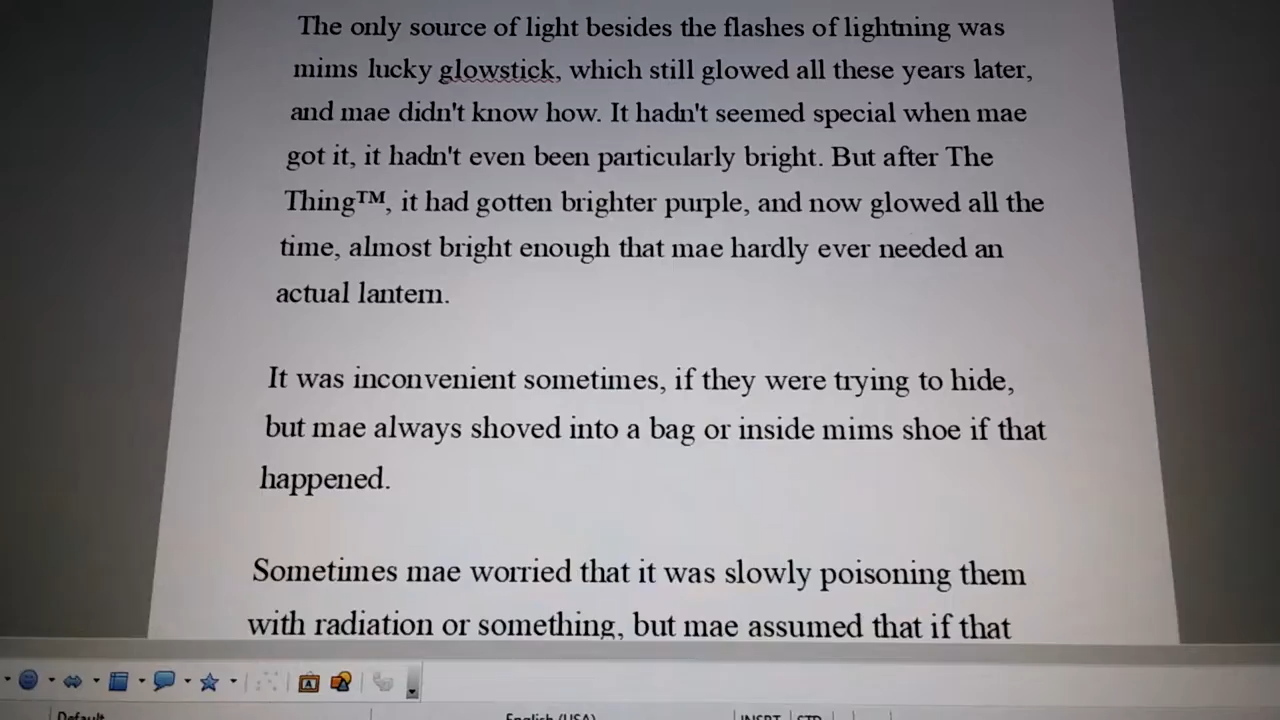 The only source of light besides the flashes of lightning was
mims lucky glowstick, which still glowed all these years later,
and mae didn't know how. It hadn't seemed special when mae
got it, it hadn't even been particularly bright. But after The
Thing™, it had gotten brighter purple, and now glowed all the
time, almost bright enough that mae hardly ever needed an
actual lantern.
It was inconvenient sometimes, if they were trying to hide,
but mae always shoved into a bag or inside mims shoe if that
happened.
Sometimes mae worried that it was slowly poisoning them
with radiation or something, but mae assumed that if that
Default English (USA) INSRT STD